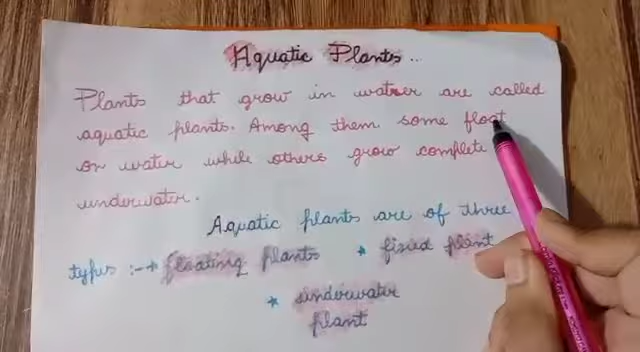 Aquatic Plants..
Plants that grow in water are called
aquatic plants. Among them some float
on water while others grow complete
underwater.
Aquatic plants are of three
types :-→ floating plants * fixed plant
* underwater
plant